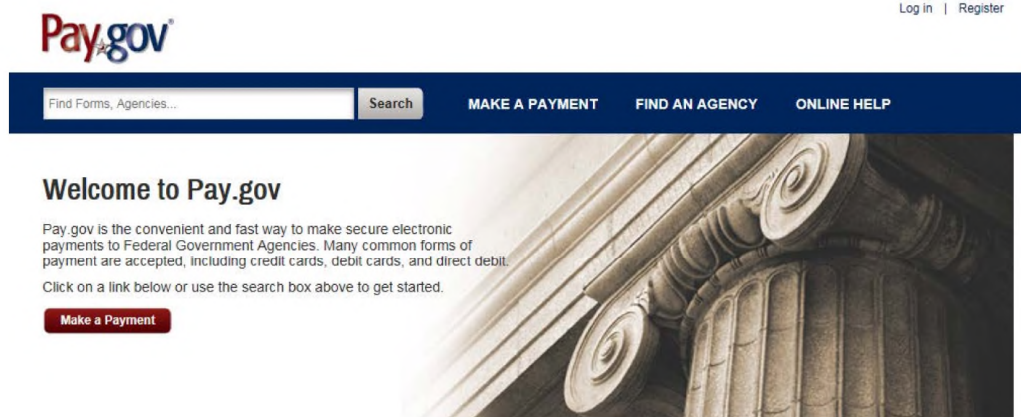 Log in | Register
Pay.gov®
Find Forms, Agencies...
Search
MAKE A PAYMENT
FIND AN AGENCY
ONLINE HELP
Welcome to Pay.gov
Pay.gov is the convenient and fast way to make secure electronic
payments to Federal Government Agencies. Many common forms of
payment are accepted, including credit cards, debit cards, and direct debit.
Click on a link below or use the search box above to get started.
Make a Payment